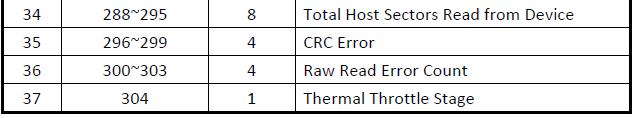 34 288~295 8 Total Host Sectors Read from Device
35 296~299 4 CRC Error
36 300~303 4 Raw Read Error Count
37 304 1 Thermal Throttle Stage